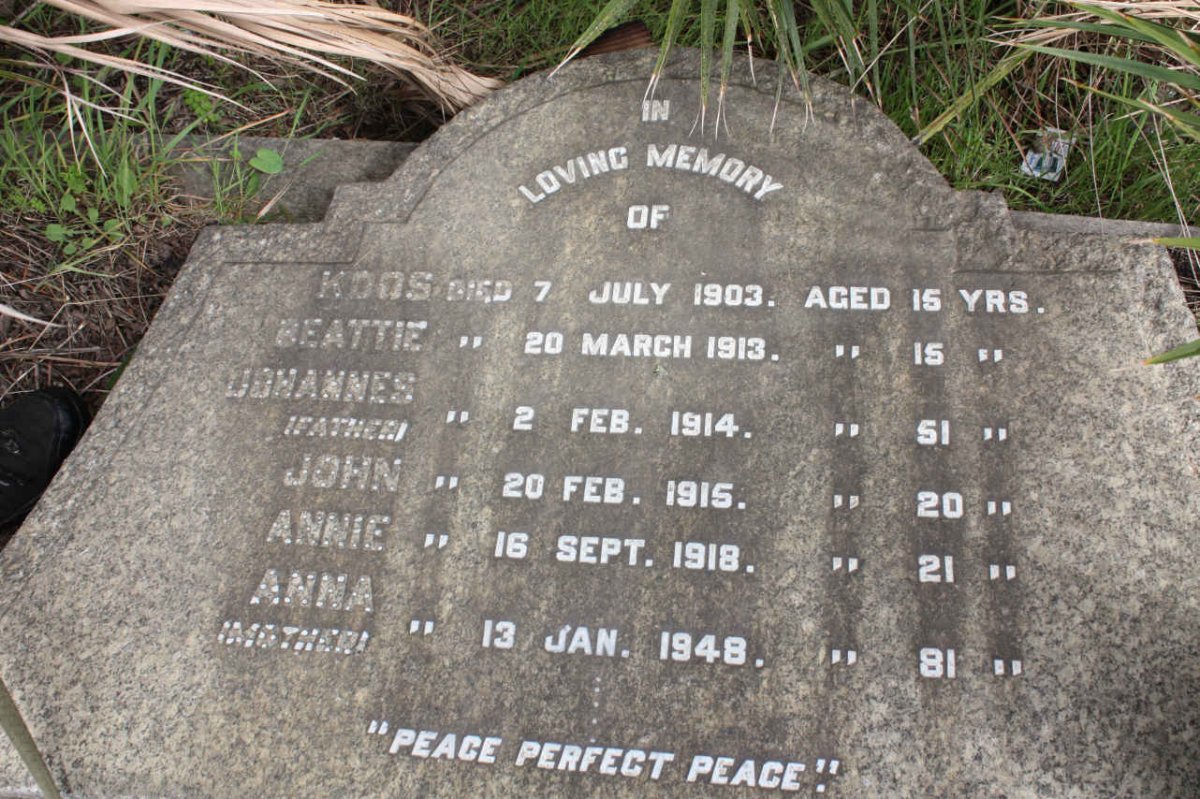 IN
LOVING MEMORY
OF
KOOS DIED 7 JULY 1903. AGED 15 YRS.
BEATTIE " 20 MARCH 1913. " 15 "
JOHANNES
(FATHER) " 2 FEB. 1914. " 51 "
JOHN " 20 FEB. 1915. " 20 "
ANNIE " 16 SEPT. 1918. " 21 "
ANNA
(MOTHER) " 13 JAN. 1948. " 81 "
"PEACE PERFECT PEACE"